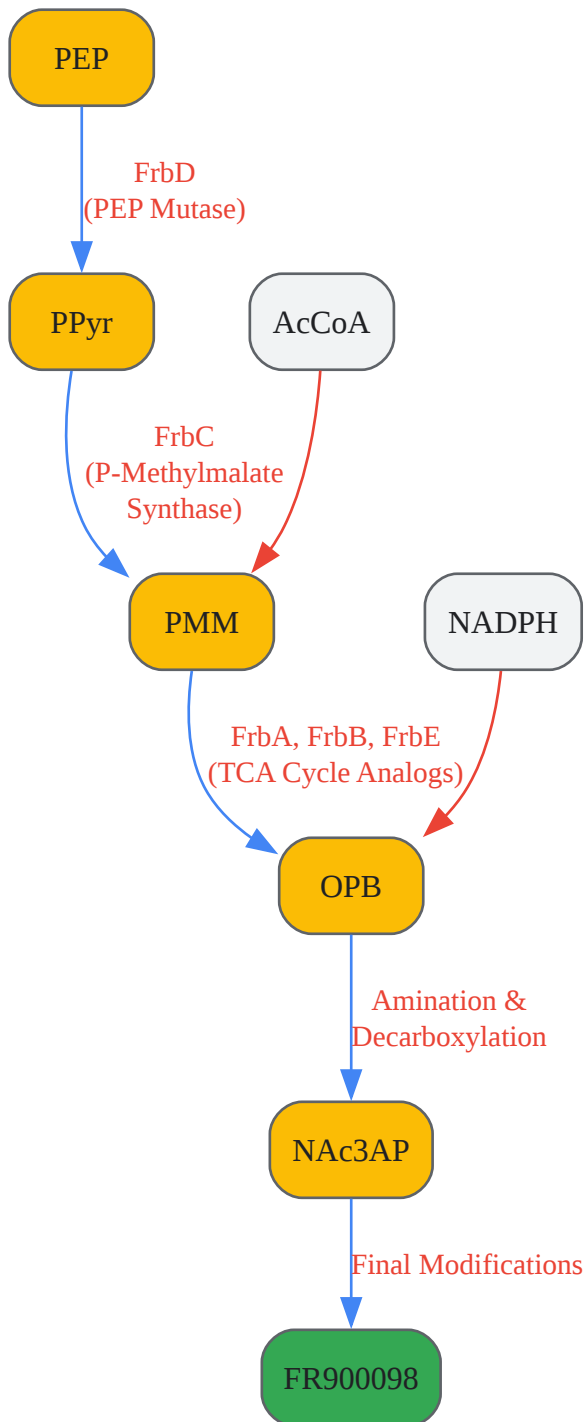 PEP
FrbD
(PEP Mutase)
PPyr
AcCoA
FrbC
(P-Methylmalate
Synthase)
PMM
NADPH
FrbA, FrbB, FrbE
(TCA Cycle Analogs)
OPB
Amination &
Decarboxylation
NAc3AP
Final Modifications
FR900098